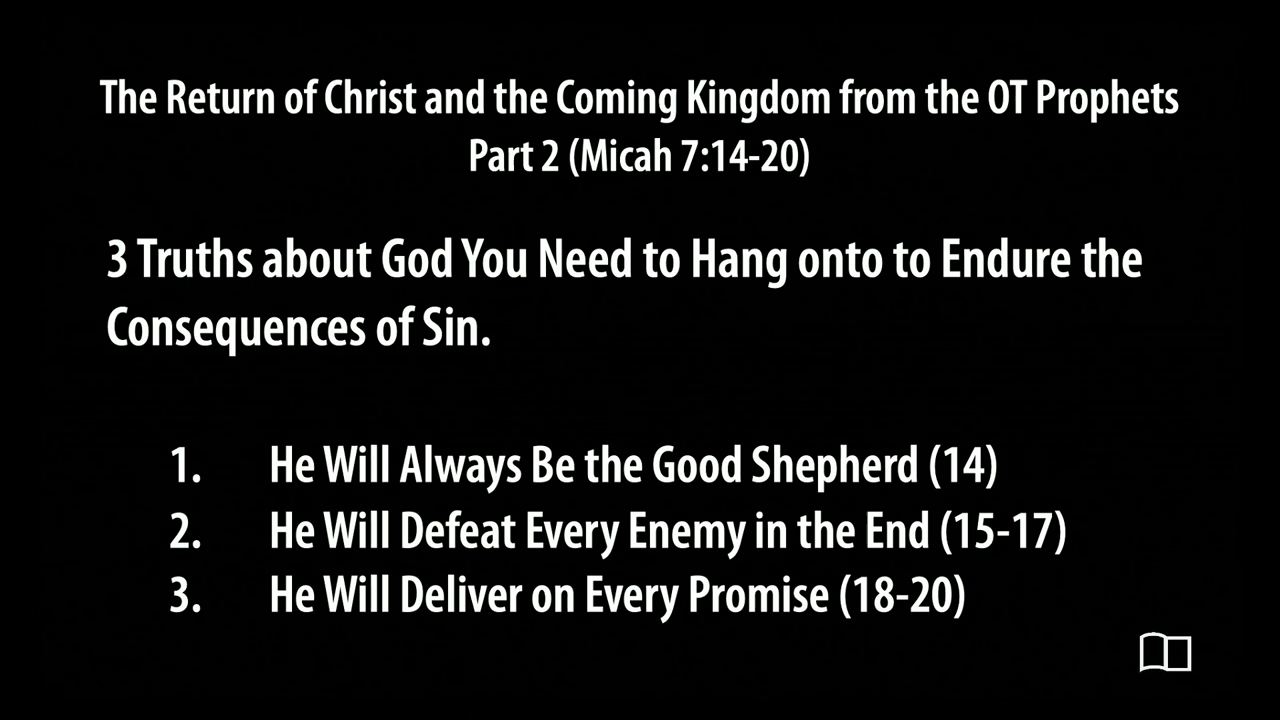 The Return of Christ and the Coming Kingdom from the OT Prophets
Part 2 (Micah 7:14-20)
3 Truths about God You Need to Hang onto to Endure the
Consequences of Sin.
1. He Will Always Be the Good Shepherd (14)
2. He Will Defeat Every Enemy in the End (15-17)
3. He Will Deliver on Every Promise (18-20)